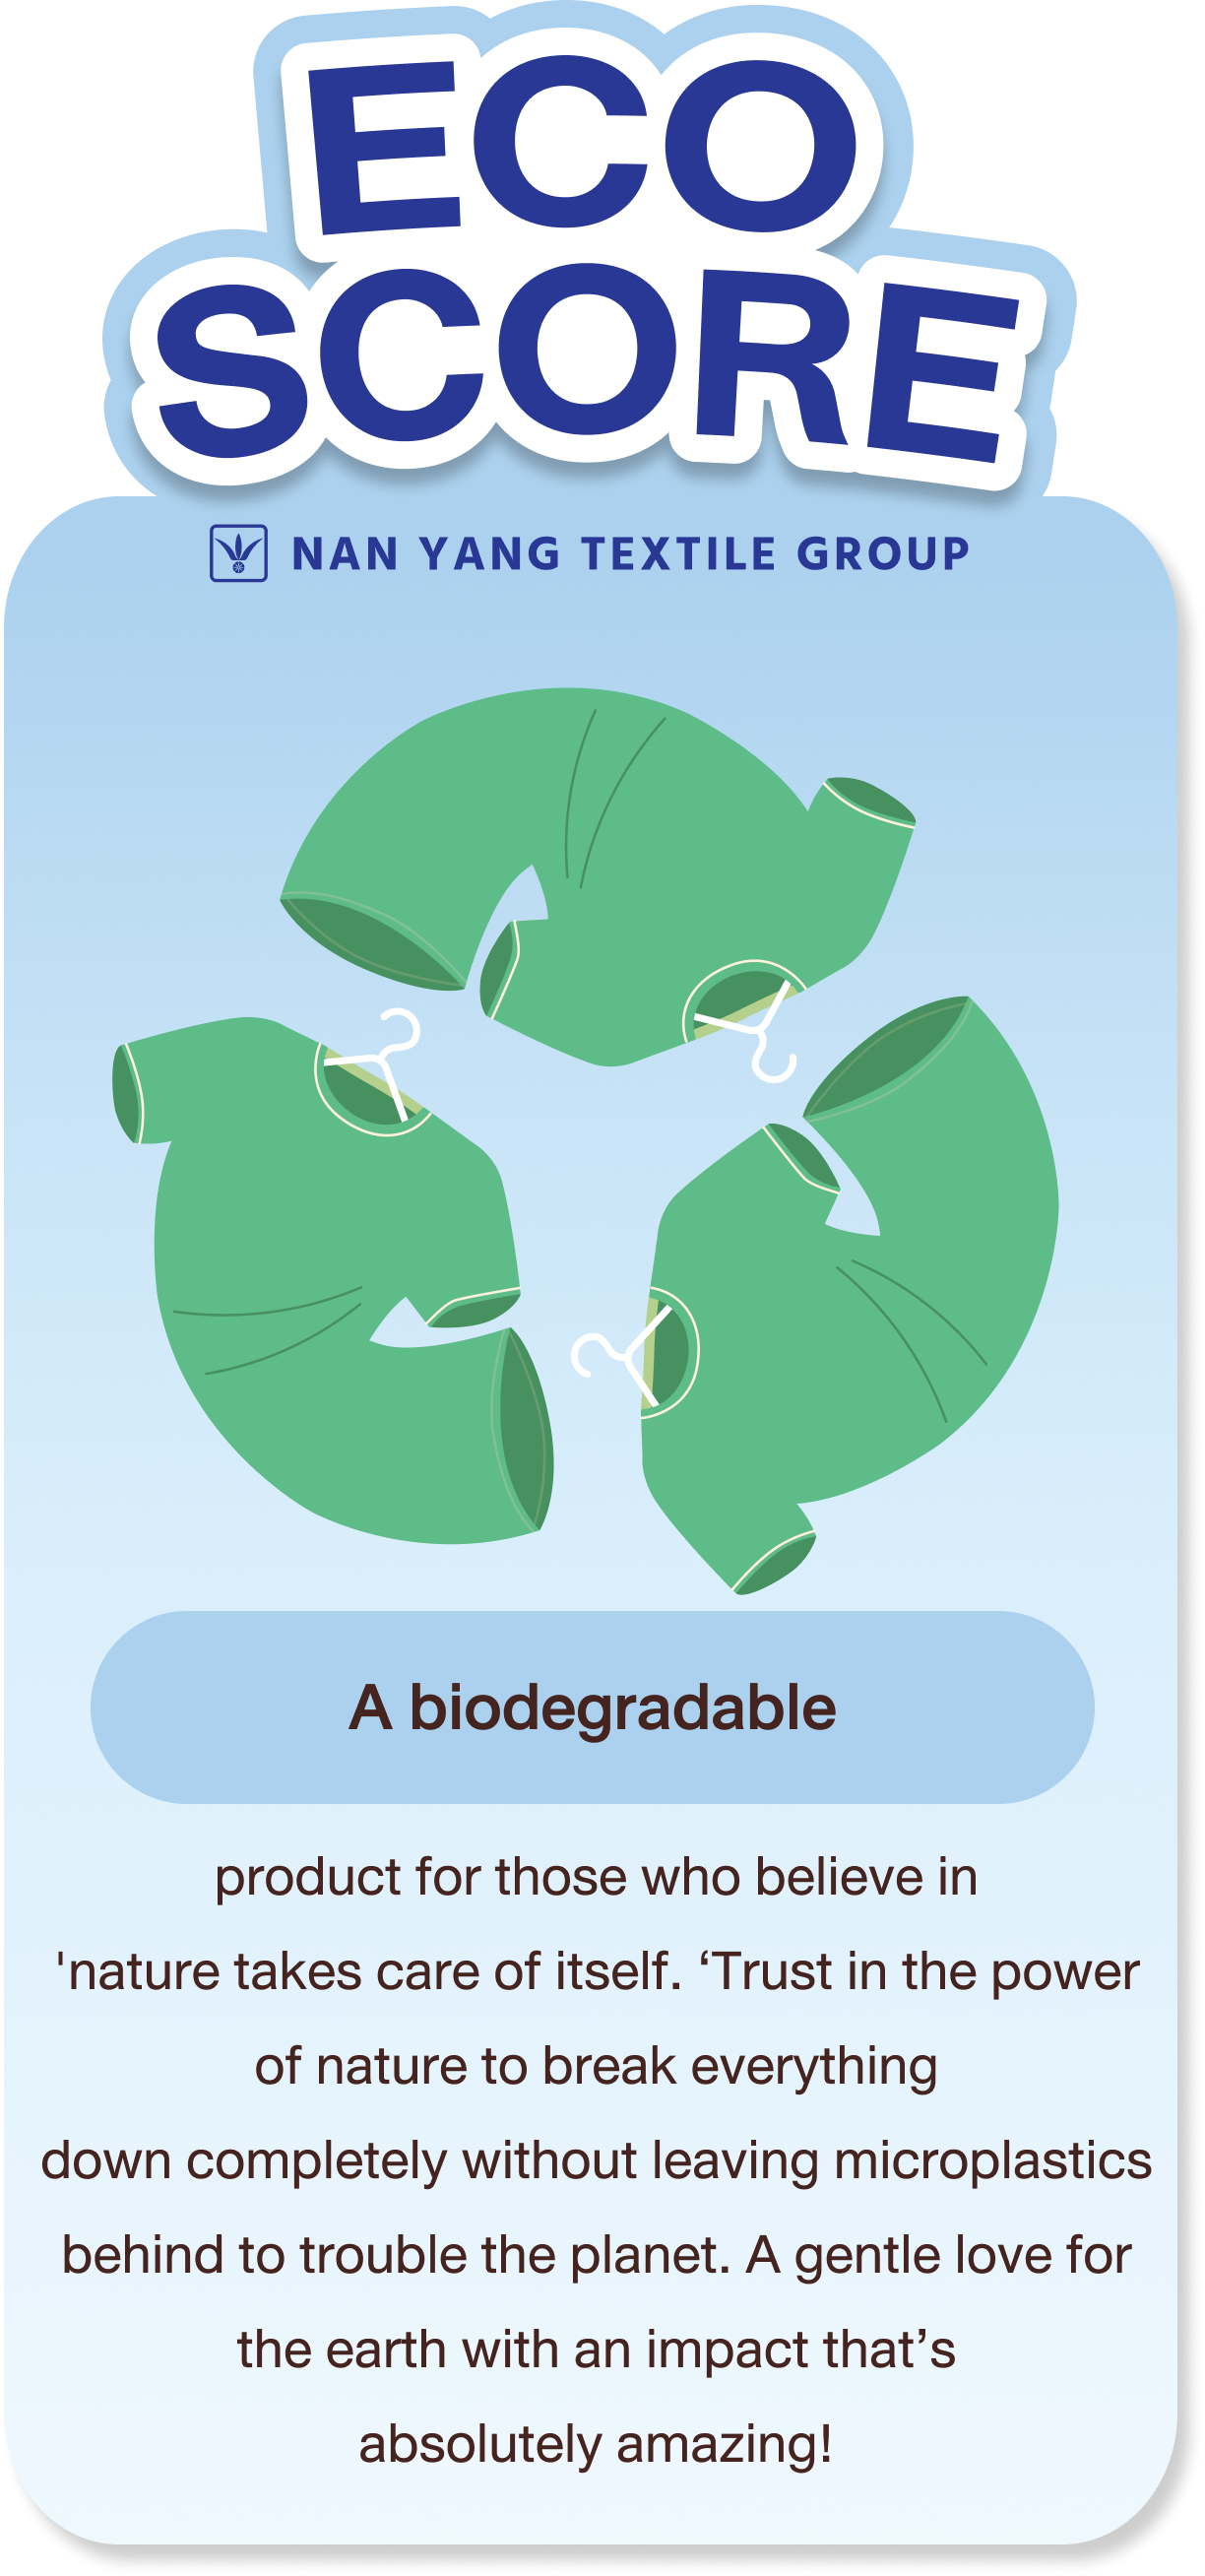 ECO
SCORE
NAN YANG TEXTILE GROUP
A biodegradable
product for those who believe in
'nature takes care of itself. ‘Trust in the power
of nature to break everything
down completely without leaving microplastics
behind to trouble the planet. A gentle love for
the earth with an impact that’s
absolutely amazing!